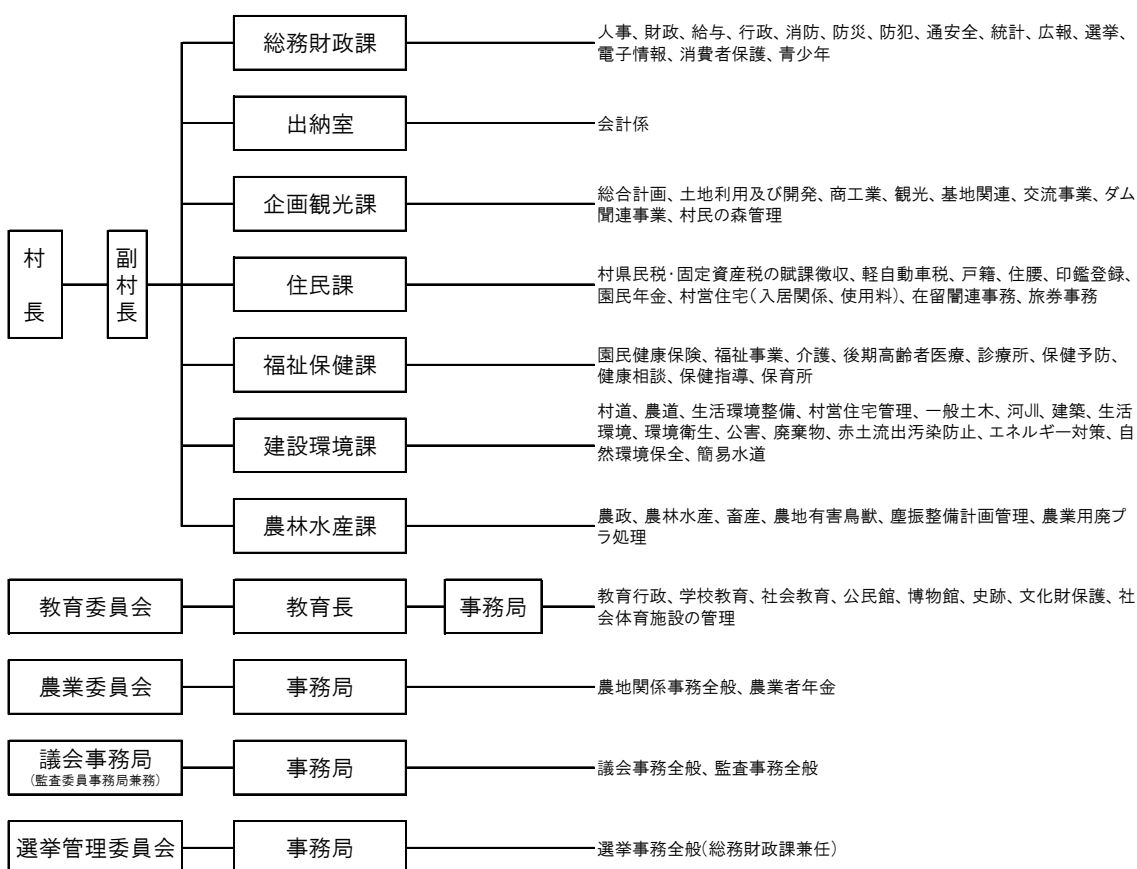 総務財政課
人事、財政、給与、行政、消防、防災、防犯、通安全、統計、広報、選挙、
電子情報、消費者保護、青少年
出納室
会計係
企画観光課
総合計画、土地利用及び開発、商工業、観光、基地関連、交流事業、ダム
聞連事業、村民の森管理
村長
副村長
住民課
村県民税・固定資産税の賦課徴収、軽自動車税、戸籍、住腰、印鑑登録、
園民年金、村営住宅(入居関係、使用料)、在留闇連事務、旅券事務
福祉保健課
園民健康保険、福祉事業、介護、後期高齢者医療、診療所、保健予防、
健康相談、保健指導、保育所
建設環境課
村道、農道、生活環境整備、村営住宅管理、一般土木、河Jll、建築、生活
環境、環境衛生、公害、廃棄物、赤土流出汚染防止、エネルギー対策、自
然環境保全、簡易水道
農林水産課
農政、農林水産、畜産、農地有害鳥獣、塵振整備計画管理、農業用廃プ
ラ処理
教育委員会
教育長
事務局
教育行政、学校教育、社会教育、公民館、博物館、史跡、文化財保護、社
会体育施設の管理
農業委員会
事務局
農地関係事務全般、農業者年金
議会事務局
(監査委員事務局兼務)
事務局
議会事務全般、監査事務全般
選挙管理委員会
事務局
選挙事務全般(総務財政課兼任)